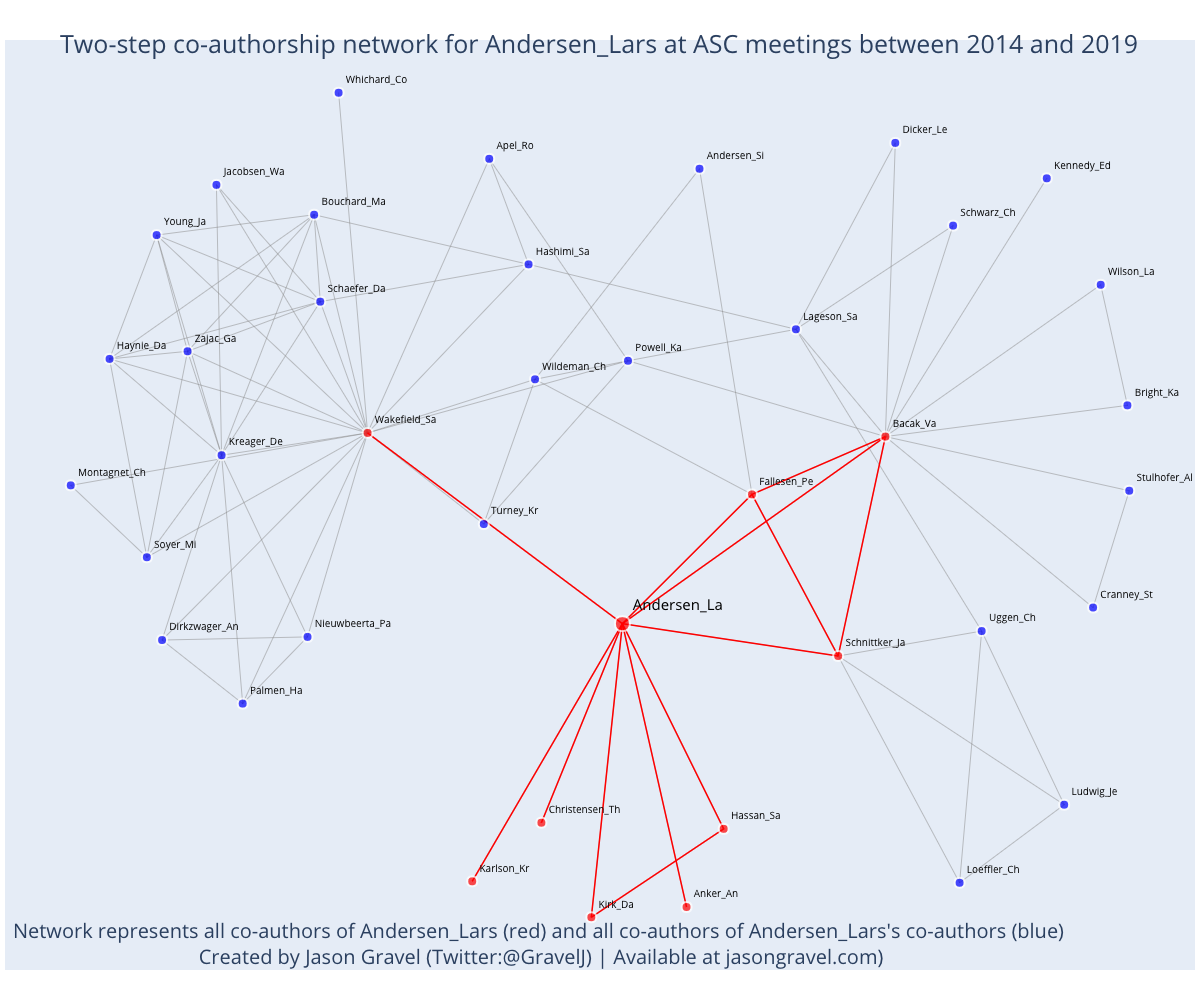 Two-step co-authorship network for Andersen_Lars at ASC meetings between 2014 and 2019
Whichard_Co
Dicker_Le
Apel_Ro
Andersen_Si
Kennedy_Ed
Jacobsen_Wa
Bouchard_Ma
Schwarz_Ch
Young_Ja
Hashimi_Sa
Wilson_La
Schaefer_Da
Lageson_Sa
Zajac_Ga
Haynie_Da
Powell_Ka
Wildeman_Ch
Bright_Ka
Wakefield_Sa
Bacak_Va
Kreager_De
Montagnet_Ch
Fallesen_Pe
Stulhofer_Al
Turney_Kr
Soyer_Mi
Cranney_St
Andersen_La
Uggen_Ch
Dirkzwager_An
Nieuwbeerta_Pa
Schnittker_Ja
Palmen_Ha
Ludwig_Je
Christensen_Th
Hassan_Sa
Karlson_Kr
Loeffler_Ch
Anker_An
Kirk_Da
Network represents all co-authors of Andersen_Lars (red) and all co-authors of Andersen_Lars's co-authors (blue)
Created by Jason Gravel (Twitter:@GravelJ) | Available at jasongravel.com)